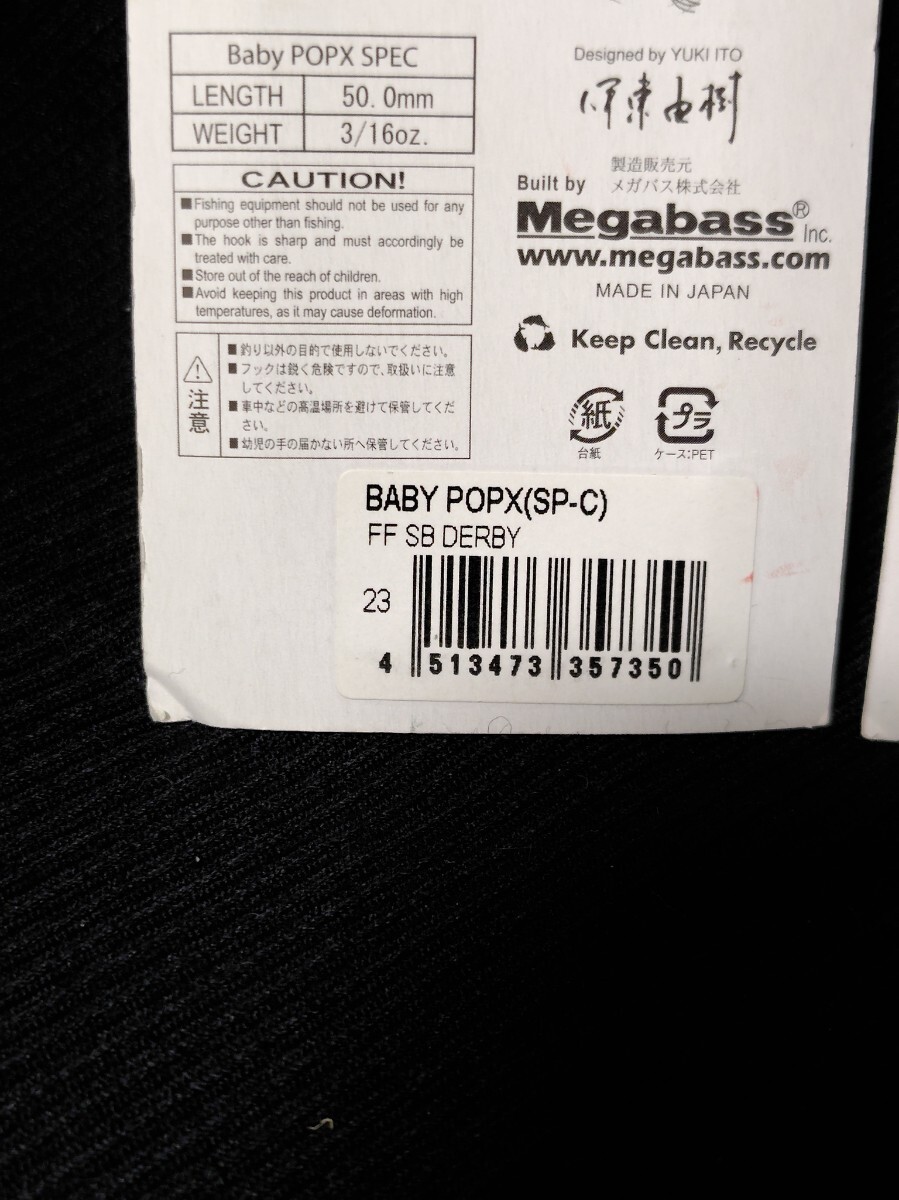 Baby POPX SPEC
LENGTH 50.0mm
WEIGHT 3/16oz.
CAUTION!
■Fishing equipment should not be used for any
purpose other than fishing.
■The hook is sharp and must accordingly be
treated with care.
■Store out of the reach of children.
■Avoid keeping this product in areas with high
temperatures, as it may cause deformation.
注意
■釣り以外の目的で使用しないでください。
■フックは鋭く危険ですので、取扱いに注意
してください。
■車中などの高温場所を避けて保管してくだ
さい。
■幼児の手の届かない所へ保管してください。
Designed by YUKI ITO
伊東由樹
製造販売元
Built by メガバス株式会社
Megabass® Inc.
www.megabass.com
MADE IN JAPAN
Keep Clean, Recycle
紙
台紙
プラ
ケース:PET
BABY POPX(SP-C)
FF SB DERBY
23
4 513473 357350